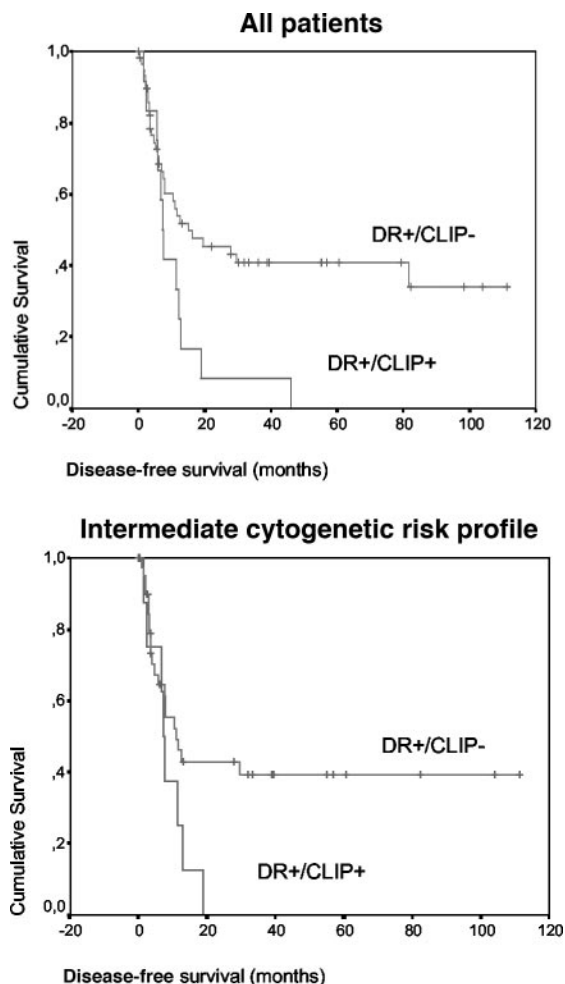 All patients
1,0
,8
,6
,4
,2
0,0
Cumulative Survival
DR+/CLIP-
DR+/CLIP+
-20 0 20 40 60 80 100 120
Disease-free survival (months)
Intermediate cytogenetic risk profile
1,0
,8
,6
,4
,2
0,0
Cumulative Survival
DR+/CLIP-
DR+/CLIP+
-20 0 20 40 60 80 100 120
Disease-free survival (months)